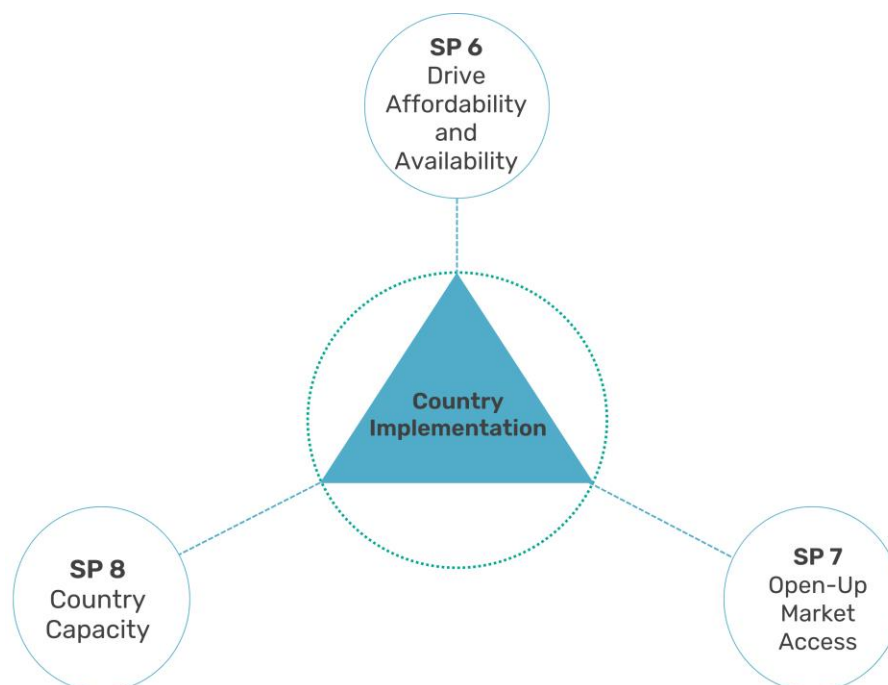 SP 6
Drive
Affordability
and
Availability
Country
Implementation
SP 8
Country
Capacity
SP 7
Open-Up
Market
Access